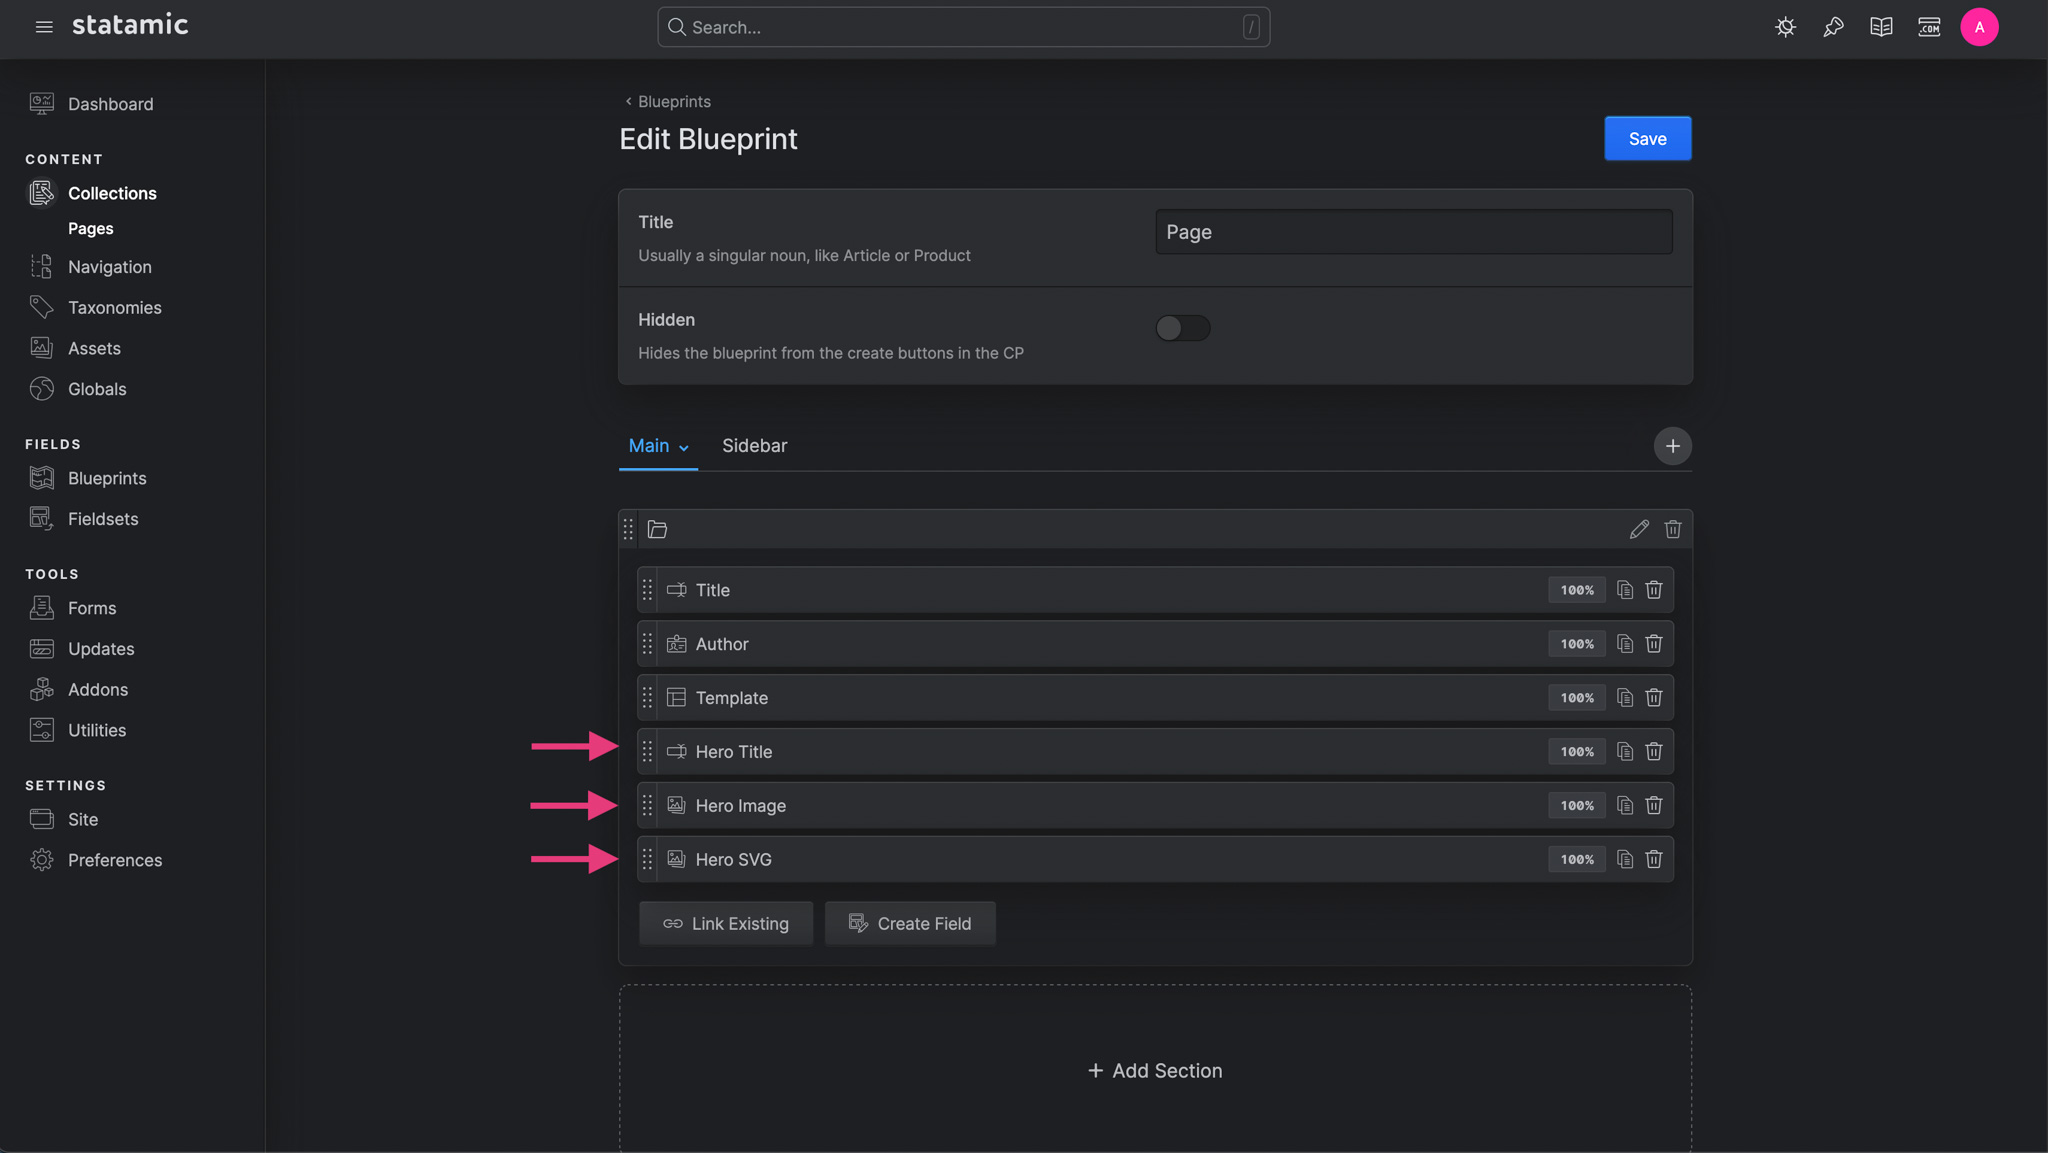 statamic
Search...
/
.COM
A
Dashboard
CONTENT
Collections
Pages
Navigation
Taxonomies
Assets
Globals
FIELDS
Blueprints
Fieldsets
TOOLS
Forms
Updates
Addons
Utilities
SETTINGS
Site
Preferences
Blueprints
Edit Blueprint
Save
Title
Page
Usually a singular noun, like Article or Product
Hidden
Hides the blueprint from the create buttons in the CP
Main
Sidebar
Title 100%
Author 100%
Template 100%
Hero Title 100%
Hero Image 100%
Hero SVG 100%
Link Existing
Create Field
+ Add Section